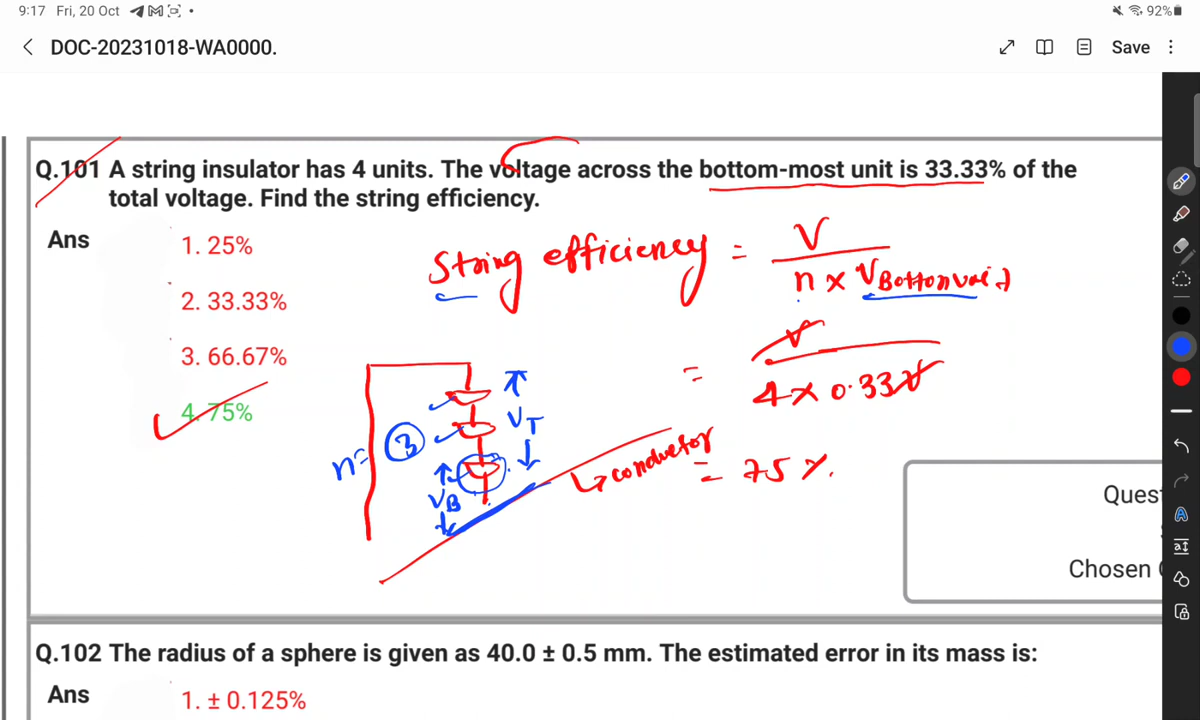 9:17 Fri, 20 Oct 92%
DOC-20231018-WA0000.
Save
Q.101 A string insulator has 4 units. The voltage across the bottom-most unit is 33.33% of the
total voltage. Find the string efficiency.
Ans
1. 25%
2. 33.33%
3. 66.67%
4. 75%
String efficiency = V
n x V Bottom unit
= V
4 x 0.33 V
= 75 %.
n = 3
VT
VB
conductor
Ques
Chosen
Q.102 The radius of a sphere is given as 40.0 ± 0.5 mm. The estimated error in its mass is:
Ans
1. ± 0.125%